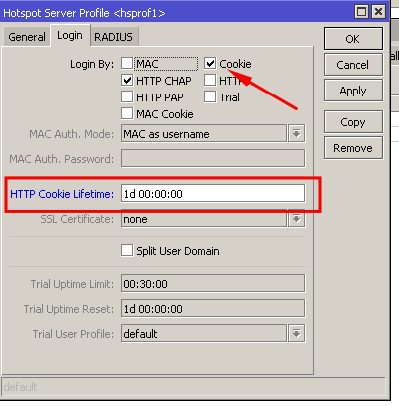 Hotspot Server Profile <hsprof1>
General Login RADIUS
Login By: MAC Cookie
HTTP CHAP
HTTP PAP Trial
MAC Cookie
MAC Auth. Mode: MAC as username
MAC Auth. Password:
HTTP Cookie Lifetime: 1d 00:00:00
SSL Certificate: none
Split User Domain
Trial Uptime Limit: 00:30:00
Trial Uptime Reset: 1d 00:00:00
Trial User Profile: default
OK
Cancel
Apply
Copy
Remove
default